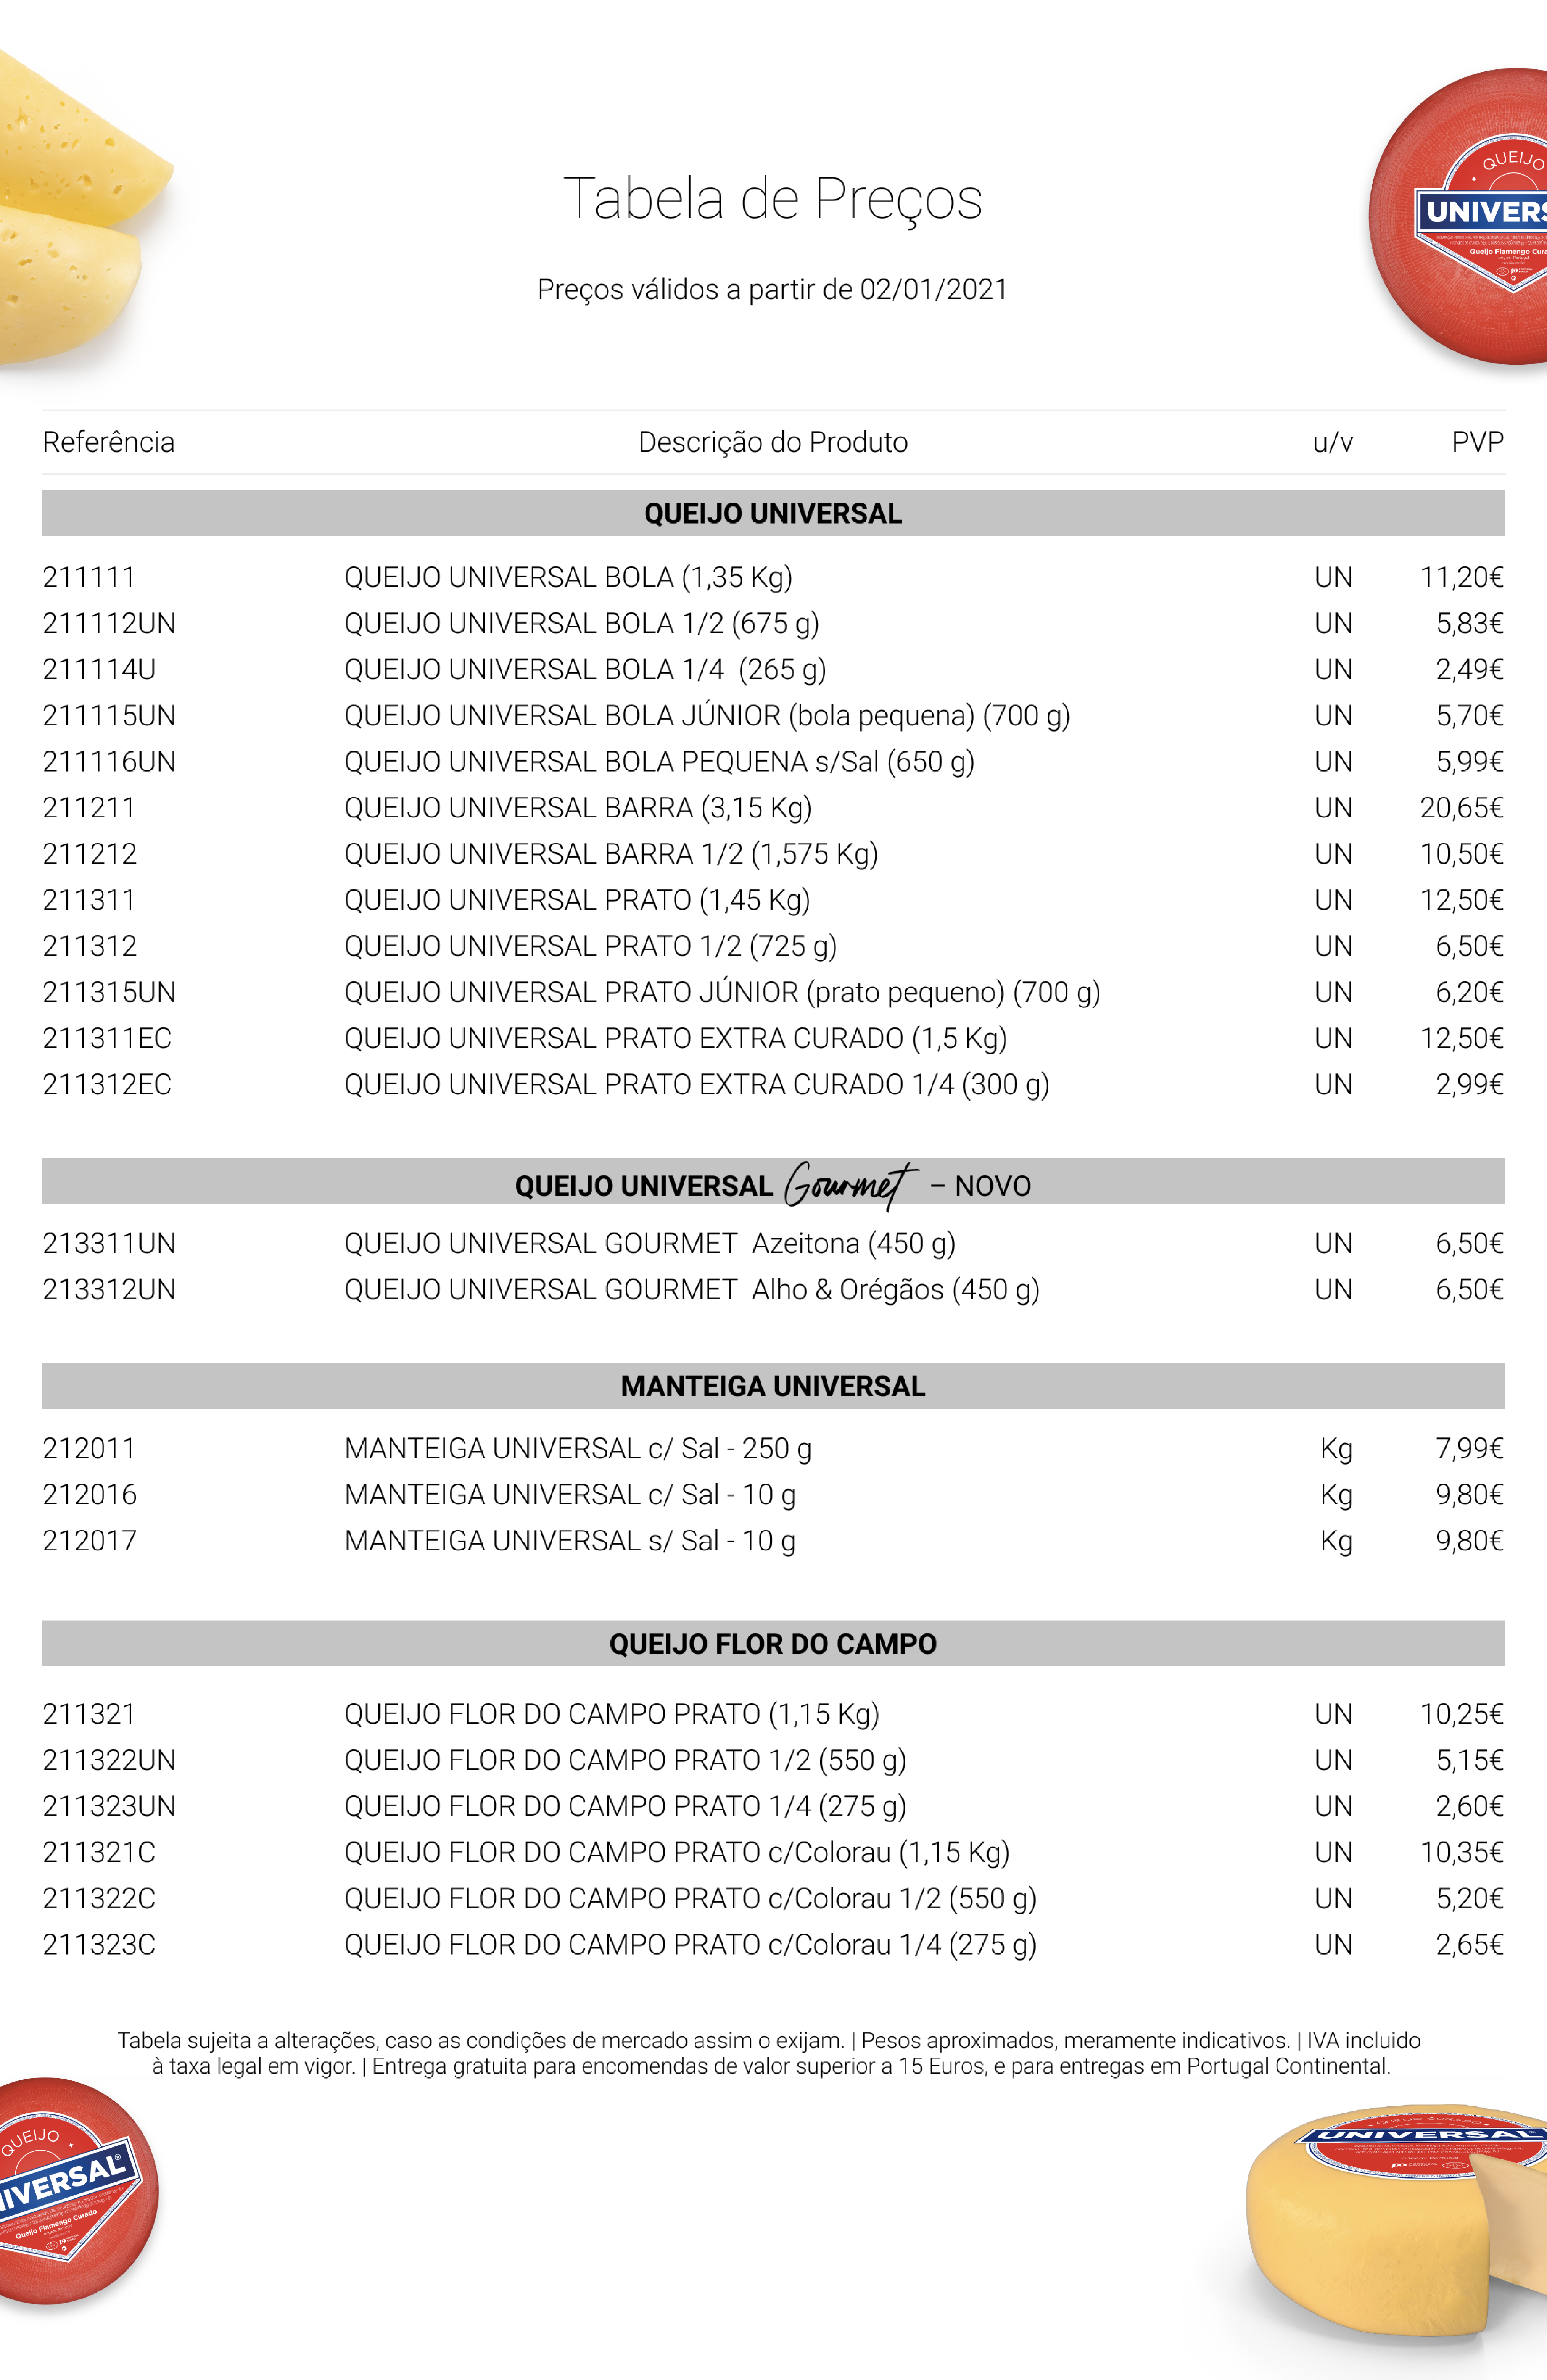 Tabela de Preços
QUEIJO
UNIVERS
Queijo Flamengo Cura
Preços válidos a partir de 02/01/2021
Referência Descrição do Produto u/v PVP
QUEIJO UNIVERSAL
211111 QUEIJO UNIVERSAL BOLA (1,35 Kg) UN 11,20€
211112UN QUEIJO UNIVERSAL BOLA 1/2 (675 g) UN 5,83€
211114U QUEIJO UNIVERSAL BOLA 1/4 (265 g) UN 2,49€
211115UN QUEIJO UNIVERSAL BOLA JÚNIOR (bola pequena) (700 g) UN 5,70€
211116UN QUEIJO UNIVERSAL BOLA PEQUENA s/Sal (650 g) UN 5,99€
211211 QUEIJO UNIVERSAL BARRA (3,15 Kg) UN 20,65€
211212 QUEIJO UNIVERSAL BARRA 1/2 (1,575 Kg) UN 10,50€
211311 QUEIJO UNIVERSAL PRATO (1,45 Kg) UN 12,50€
211312 QUEIJO UNIVERSAL PRATO 1/2 (725 g) UN 6,50€
211315UN QUEIJO UNIVERSAL PRATO JÚNIOR (prato pequeno) (700 g) UN 6,20€
211311EC QUEIJO UNIVERSAL PRATO EXTRA CURADO (1,5 Kg) UN 12,50€
211312EC QUEIJO UNIVERSAL PRATO EXTRA CURADO 1/4 (300 g) UN 2,99€
QUEIJO UNIVERSAL Gourmet – NOVO
213311UN QUEIJO UNIVERSAL GOURMET Azeitona (450 g) UN 6,50€
213312UN QUEIJO UNIVERSAL GOURMET Alho & Orégãos (450 g) UN 6,50€
MANTEIGA UNIVERSAL
212011 MANTEIGA UNIVERSAL c/ Sal - 250 g Kg 7,99€
212016 MANTEIGA UNIVERSAL c/ Sal - 10 g Kg 9,80€
212017 MANTEIGA UNIVERSAL s/ Sal - 10 g Kg 9,80€
QUEIJO FLOR DO CAMPO
211321 QUEIJO FLOR DO CAMPO PRATO (1,15 Kg) UN 10,25€
211322UN QUEIJO FLOR DO CAMPO PRATO 1/2 (550 g) UN 5,15€
211323UN QUEIJO FLOR DO CAMPO PRATO 1/4 (275 g) UN 2,60€
211321C QUEIJO FLOR DO CAMPO PRATO c/Colorau (1,15 Kg) UN 10,35€
211322C QUEIJO FLOR DO CAMPO PRATO c/Colorau 1/2 (550 g) UN 5,20€
211323C QUEIJO FLOR DO CAMPO PRATO c/Colorau 1/4 (275 g) UN 2,65€
Tabela sujeita a alterações, caso as condições de mercado assim o exijam. | Pesos aproximados, meramente indicativos. | IVA incluido
à taxa legal em vigor. | Entrega gratuita para encomendas de valor superior a 15 Euros, e para entregas em Portugal Continental.
QUEIJO
IVERSAL®
Queijo Flamengo Curado
QUEIJO CURADO
UNIVERSAL®